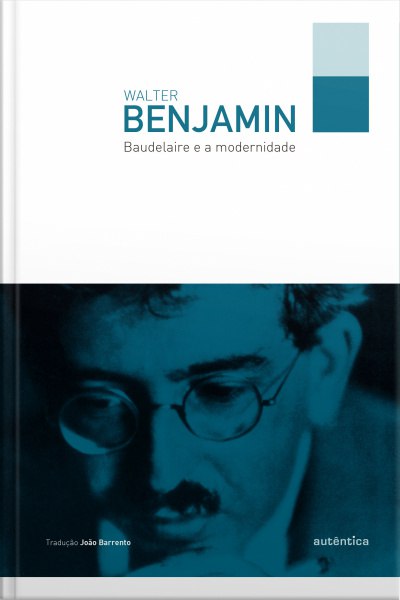 WALTER
BENJAMIN
Baudelaire e a modernidade
Tradução João Barrento
autêntica